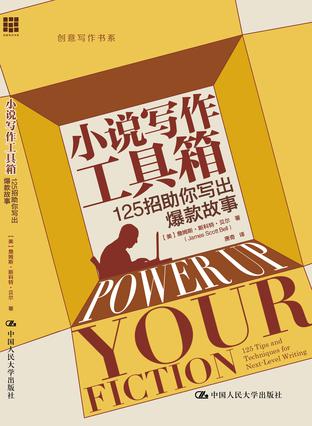 创意写作书系
小说写作
工具箱
125招助你写出
爆款故事
［美］詹姆斯·斯科特·贝尔 著
（James Scott Bell）
唐奇 译
POWER UP
YOUR
FICTION
125 Tips and
Techniques for
Next-Level Writing
中国人民大学出版社
小说写作工具箱
125招助你写出
爆款故事
［美］詹姆斯·斯科特·贝尔 著
中国人民大学出版社